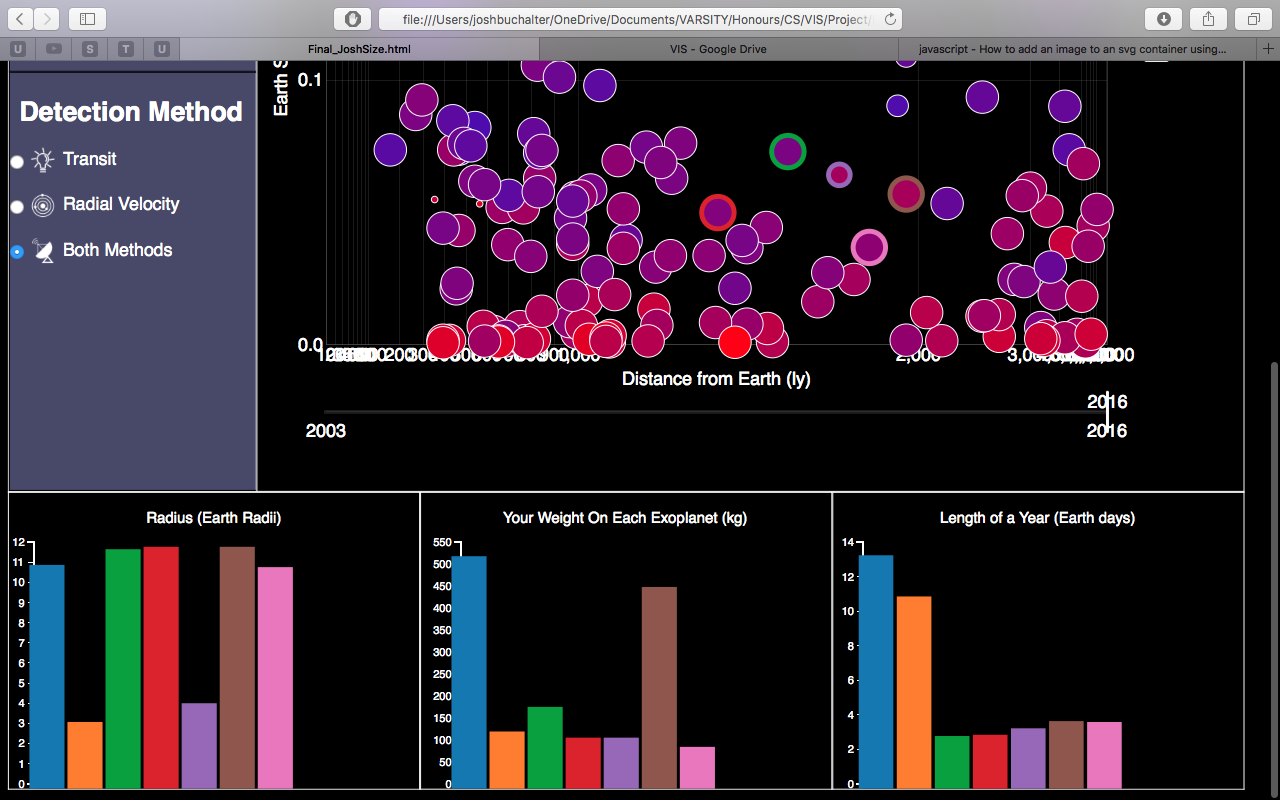 file:///Users/joshbuchalter/OneDrive/Documents/VARSITY/Honours/CS/VIS/Project/
U
S
T
U
Final_JoshSize.html
VIS - Google Drive
javascript - How to add an image to an svg container using...
Detection Method
Transit
Radial Velocity
Both Methods
Earth S
0.1
0.0
2,000
Distance from Earth (ly)
2016
2003
2016
Radius (Earth Radii)
12
11
10
9
8
7
6
5
4
3
2
1
0
Your Weight On Each Exoplanet (kg)
550
500
450
400
350
300
250
200
150
100
50
0
Length of a Year (Earth days)
14
12
10
8
6
4
2
0